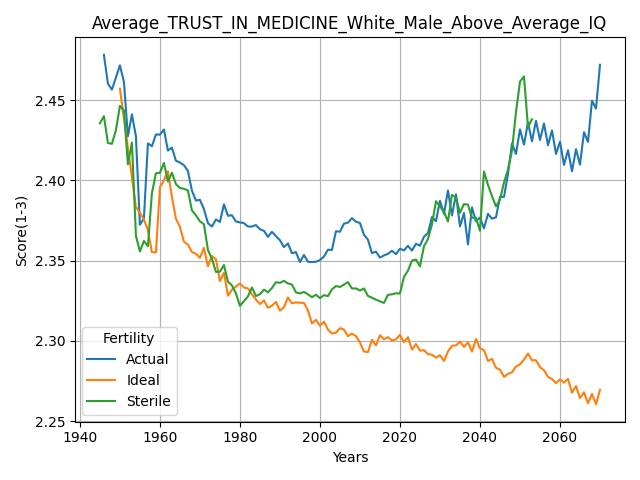 Average_TRUST_IN_MEDICINE_White_Male_Above_Average_IQ
Score(1-3)
2.45
2.40
2.35
2.30
2.25
Fertility
Actual
Ideal
Sterile
1940 1960 1980 2000 2020 2040 2060
Years